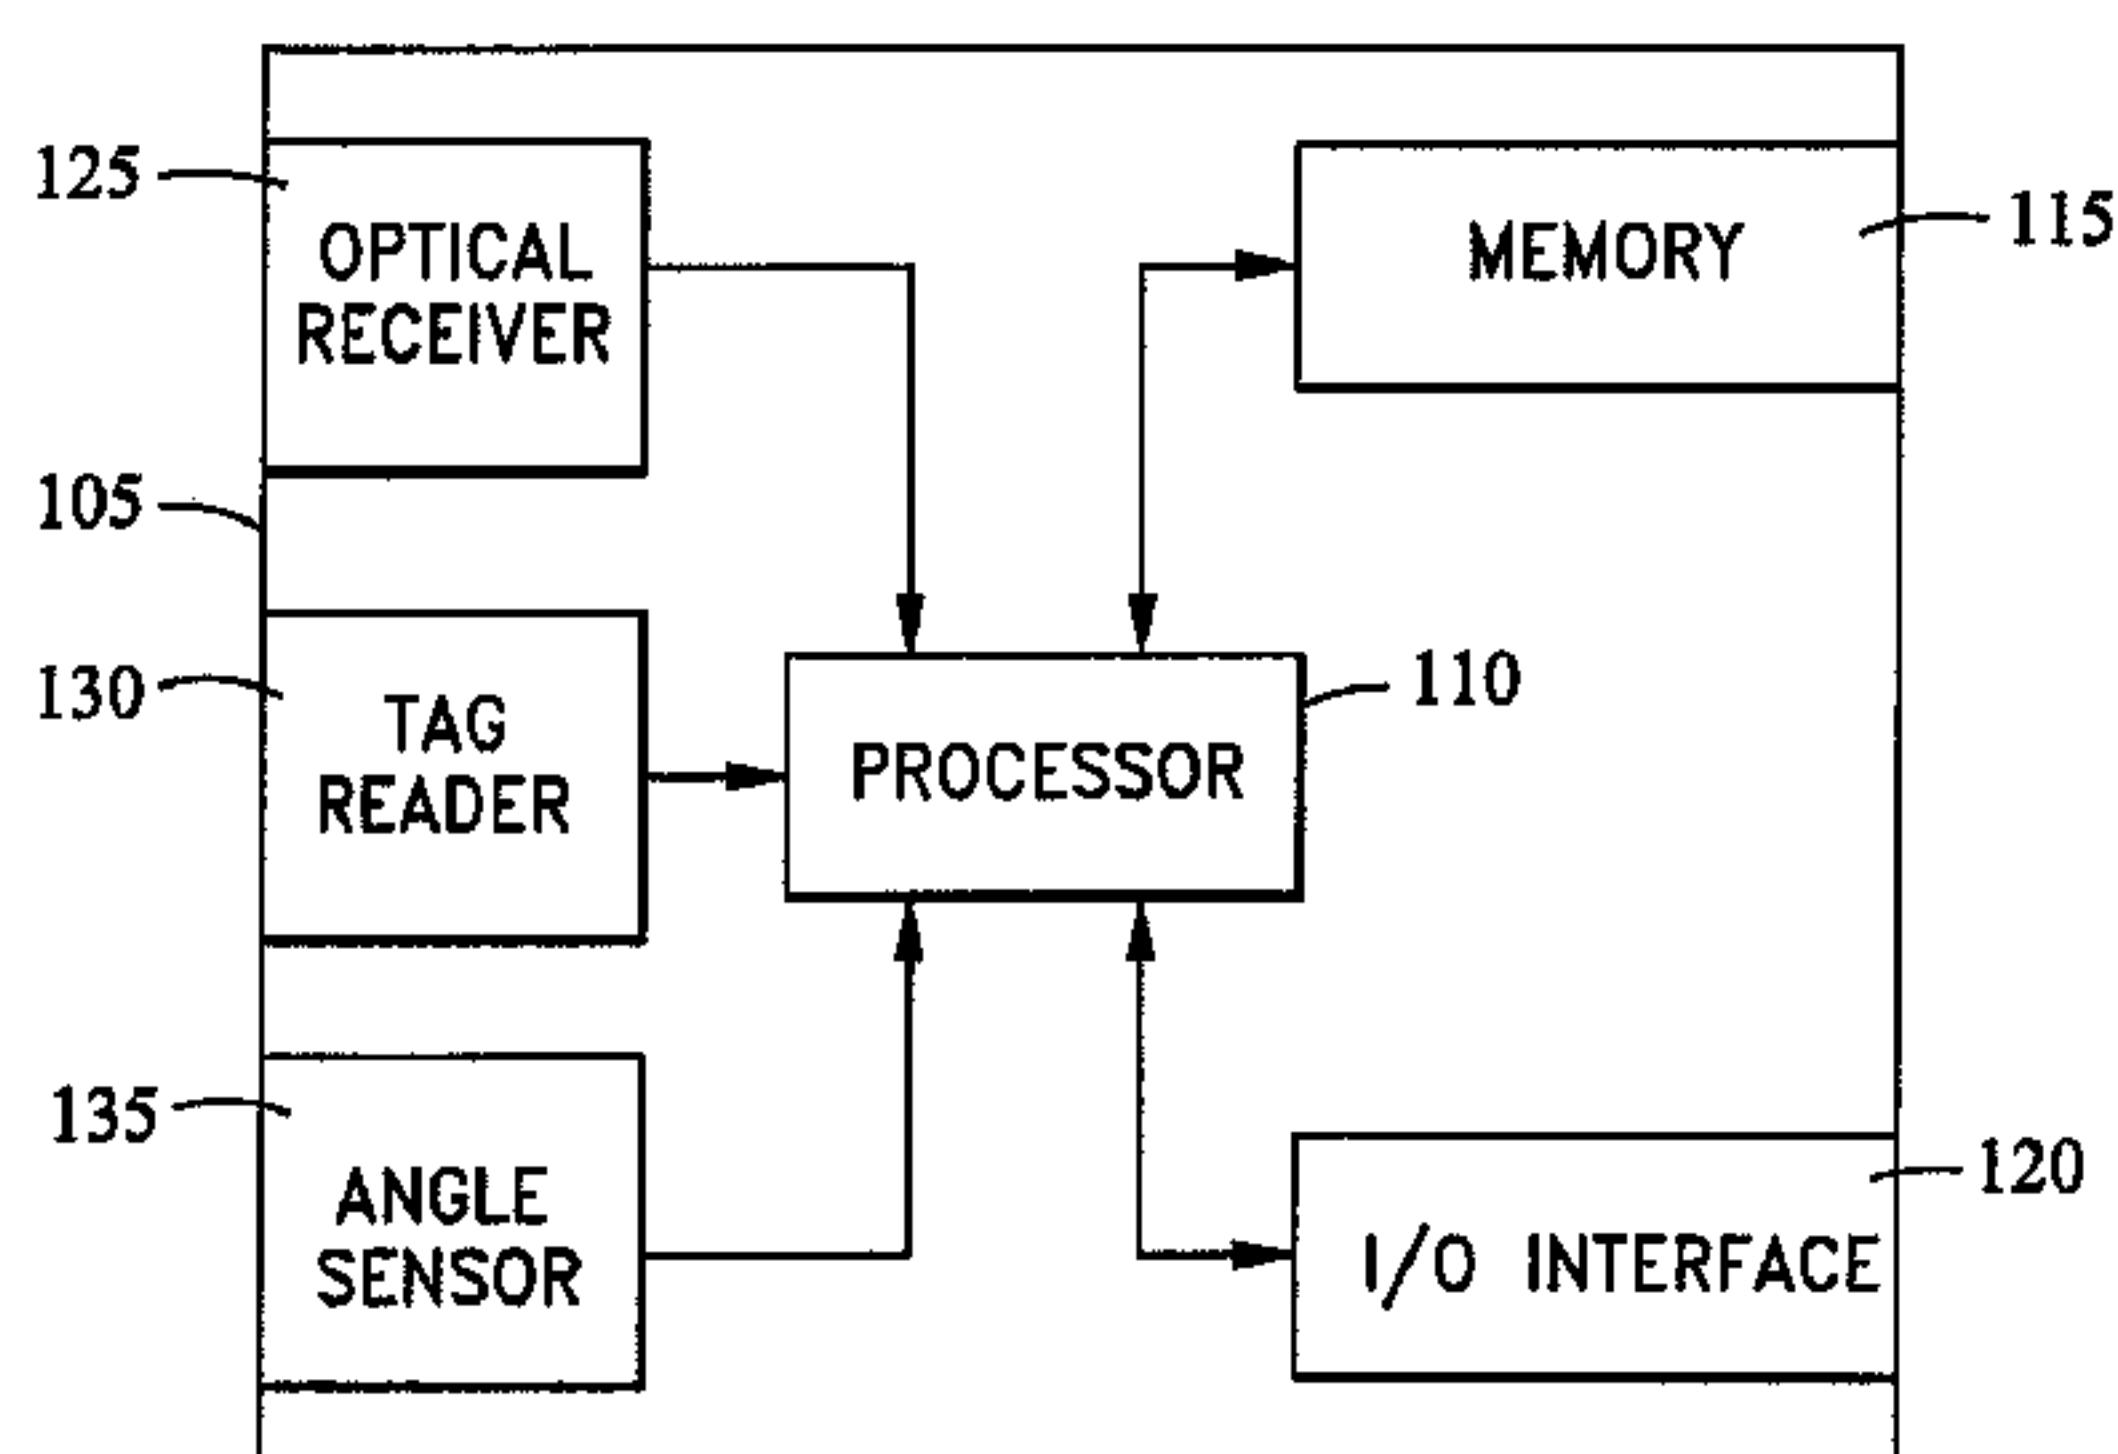 125
OPTICAL
RECEIVER
MEMORY
115
105
130
TAG
READER
PROCESSOR
110
135
ANGLE
SENSOR
I/O INTERFACE
120